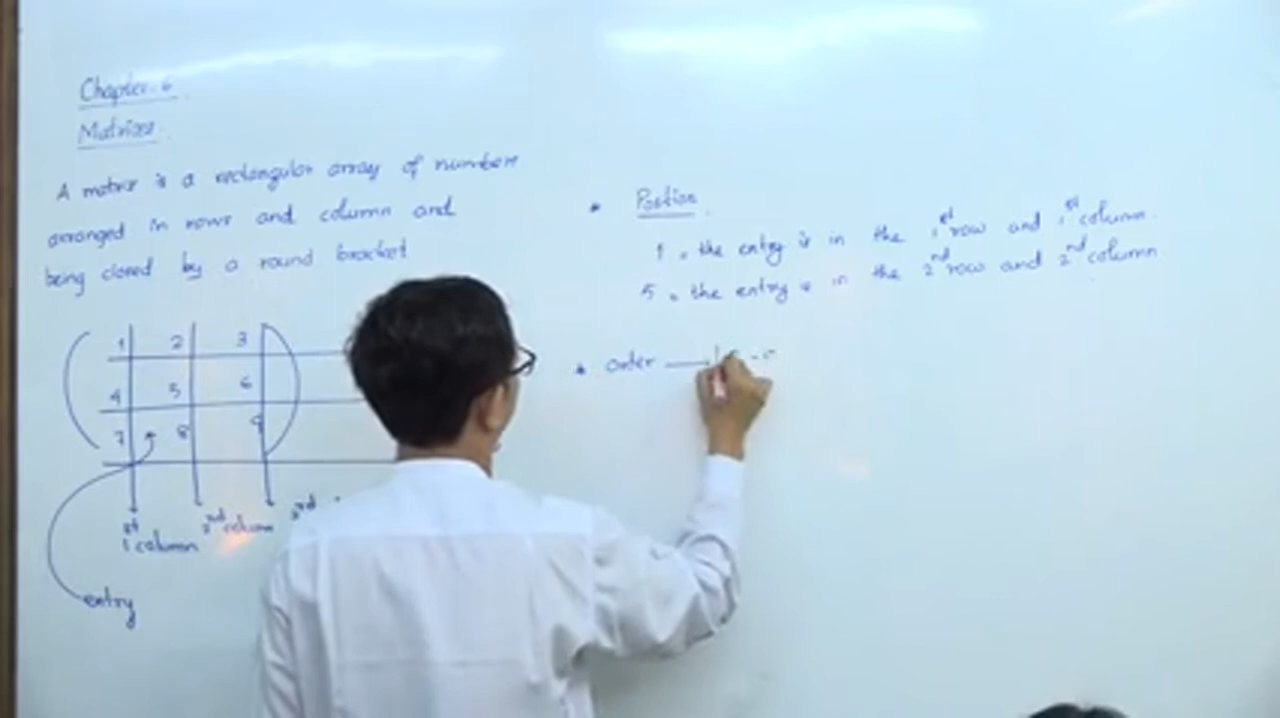 Chapter-6
Matrices
A matrix is a rectangular array of numbers
arranged in rows and column and
being closed by a round bracket
1 2 3
4 5 6
7 8 9
1st column 2nd column 3rd
entry
* Position
1 = the entry is in the 1st row and 1st column.
5 = the entry is in the 2nd row and 2nd column
* order